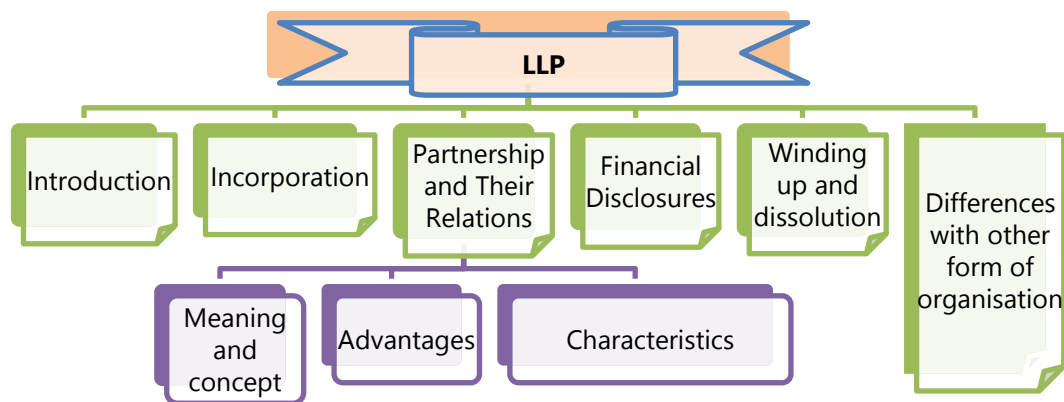 LLP
Introduction
Incorporation
Partnership
and Their
Relations
Financial
Disclosures
Winding
up and
dissolution
Differences
with other
form of
organisation
Meaning
and
concept
Advantages
Characteristics